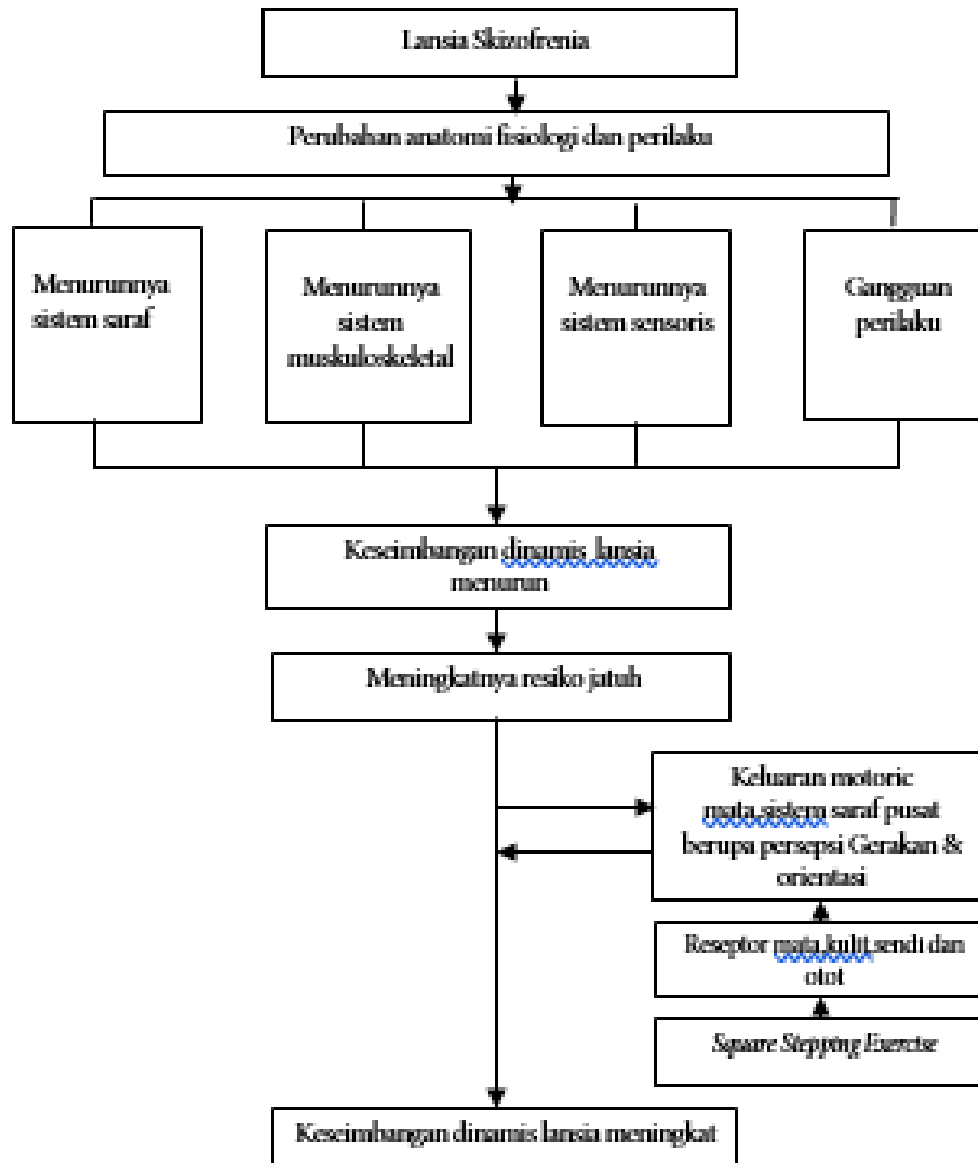 Lansia Skizofrenia
Perubahan anatomi fisiologi dan perilaku
Menurunnya
sistem saraf
Menurunnya
sistem
muskuloskeletal
Menurunnya
sistem sensoris
Gangguan
perilaku
Keseimbangan dinamis lansia
menurun
Meningkatnya resiko jatuh
Keluaran motoric
mata,sistem saraf pusat
berupa persepsi Gerakan &
orientasi
Reseptor mata,kulit,sendi dan
otot
Square Stepping Exercise
Keseimbangan dinamis lansia meningkat